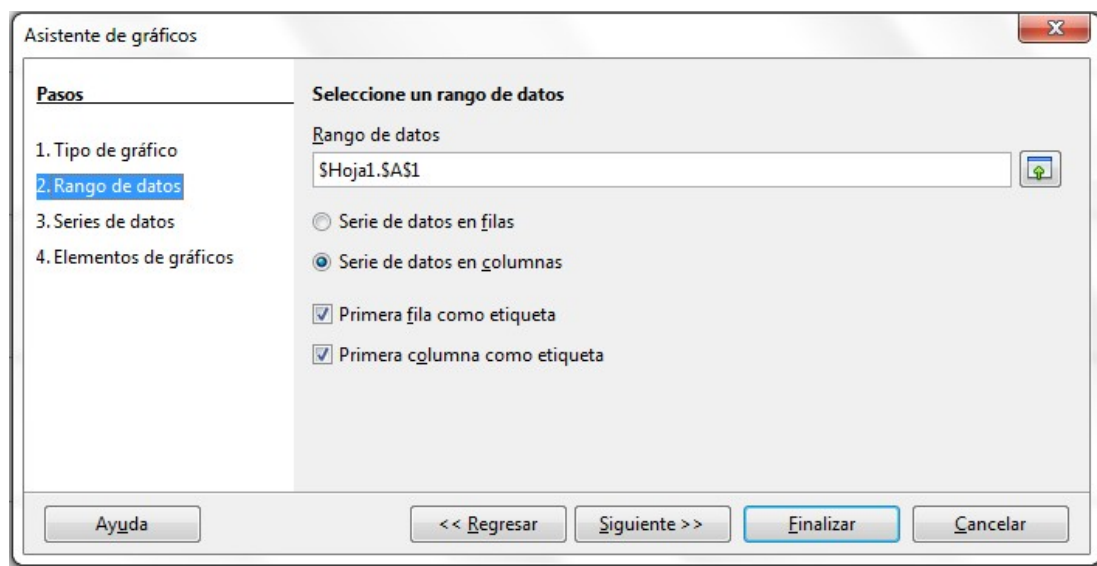 Asistente de gráficos
Pasos
1. Tipo de gráfico
2. Rango de datos
3. Series de datos
4. Elementos de gráficos
Seleccione un rango de datos
Rango de datos
$Hoja1.$A$1
Serie de datos en filas
Serie de datos en columnas
Primera fila como etiqueta
Primera columna como etiqueta
Ayuda
<< Regresar
Siguiente >>
Finalizar
Cancelar